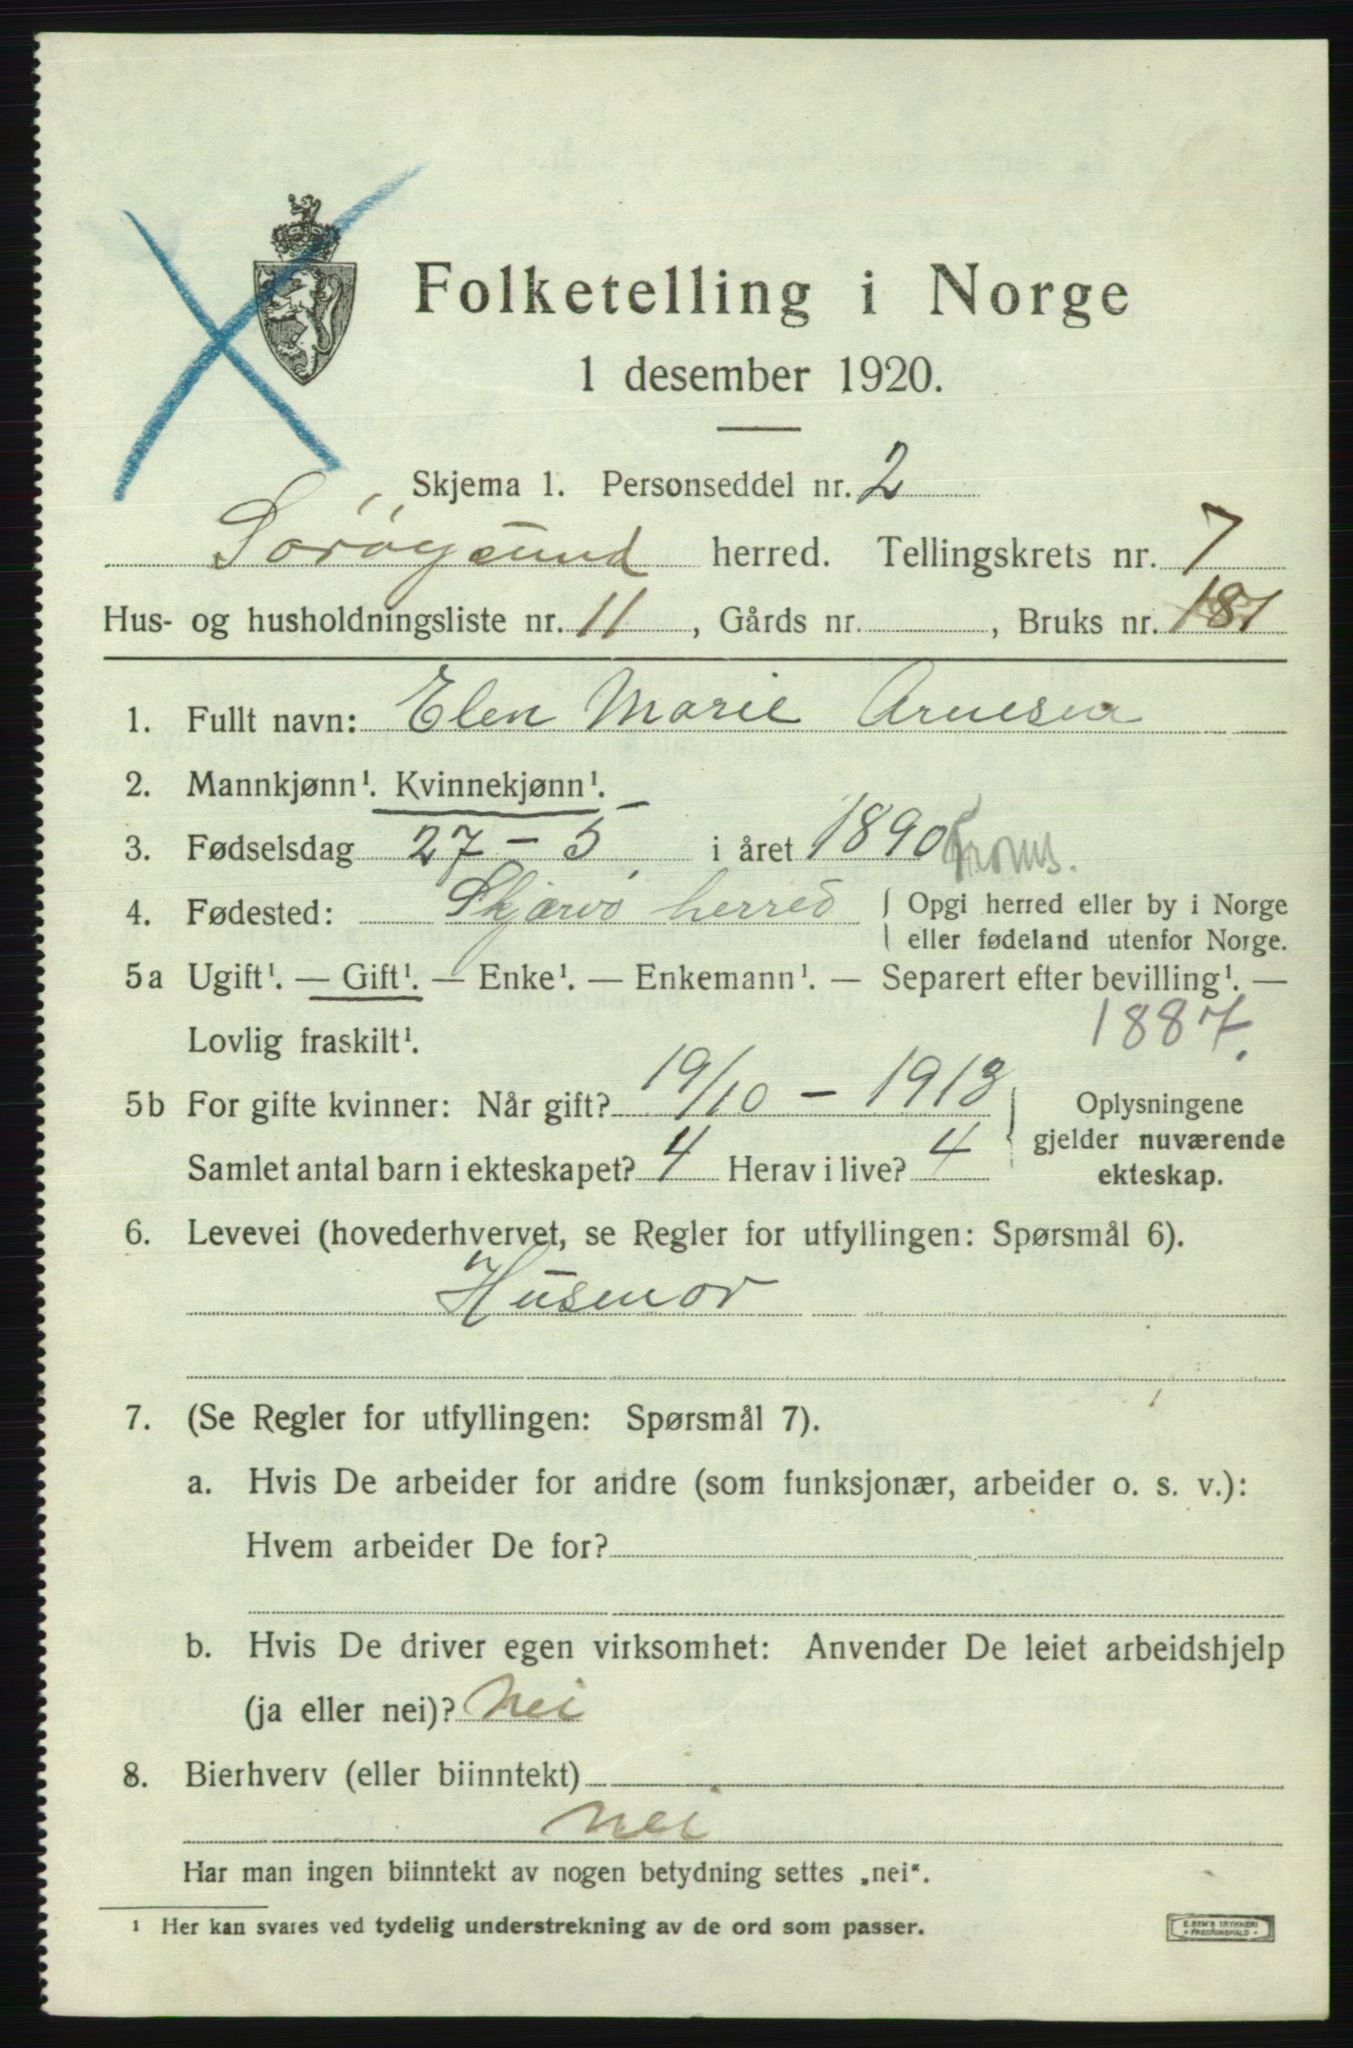 Folketelling i Norge
1 desember 1920.
Skjema 1. Personseddel nr. 2
Sørøysund herred. Tellingskrets nr. 7
Hus- og husholdningsliste nr. 11, Gårds nr. , Bruks nr. 181
1. Fullt navn: Elen Marie Arnesen
2. Mannkjønn¹. Kvinnekjønn¹.
3. Fødselsdag 27 – 5 i året 1890 Troms.
4. Fødested: Skjervø herred { Opgi herred eller by i Norge
eller fødeland utenfor Norge.
5a Ugift¹. — Gift¹. — Enke¹. — Enkemann¹. — Separert efter bevilling¹. —
Lovlig fraskilt¹. 1887.
5b For gifte kvinner: Når gift? 19/10 – 1913 } Oplysningene
gjelder nuværende
Samlet antal barn i ekteskapet? 4 Herav i live? 4 ekteskap.
6. Levevei (hovederhvervet, se Regler for utfyllingen: Spørsmål 6).
Husmor
7. (Se Regler for utfyllingen: Spørsmål 7).
a. Hvis De arbeider for andre (som funksjonær, arbeider o. s. v.):
Hvem arbeider De for?
b. Hvis De driver egen virksomhet: Anvender De leiet arbeidshjelp
(ja eller nei)? Nei
8. Bierhverv (eller biinntekt)
Nei
Har man ingen biinntekt av nogen betydning settes „nei“.
¹ Her kan svares ved tydelig understrekning av de ord som passer.
E. SEM'S TRYKKERI
FREDRIKSHALD